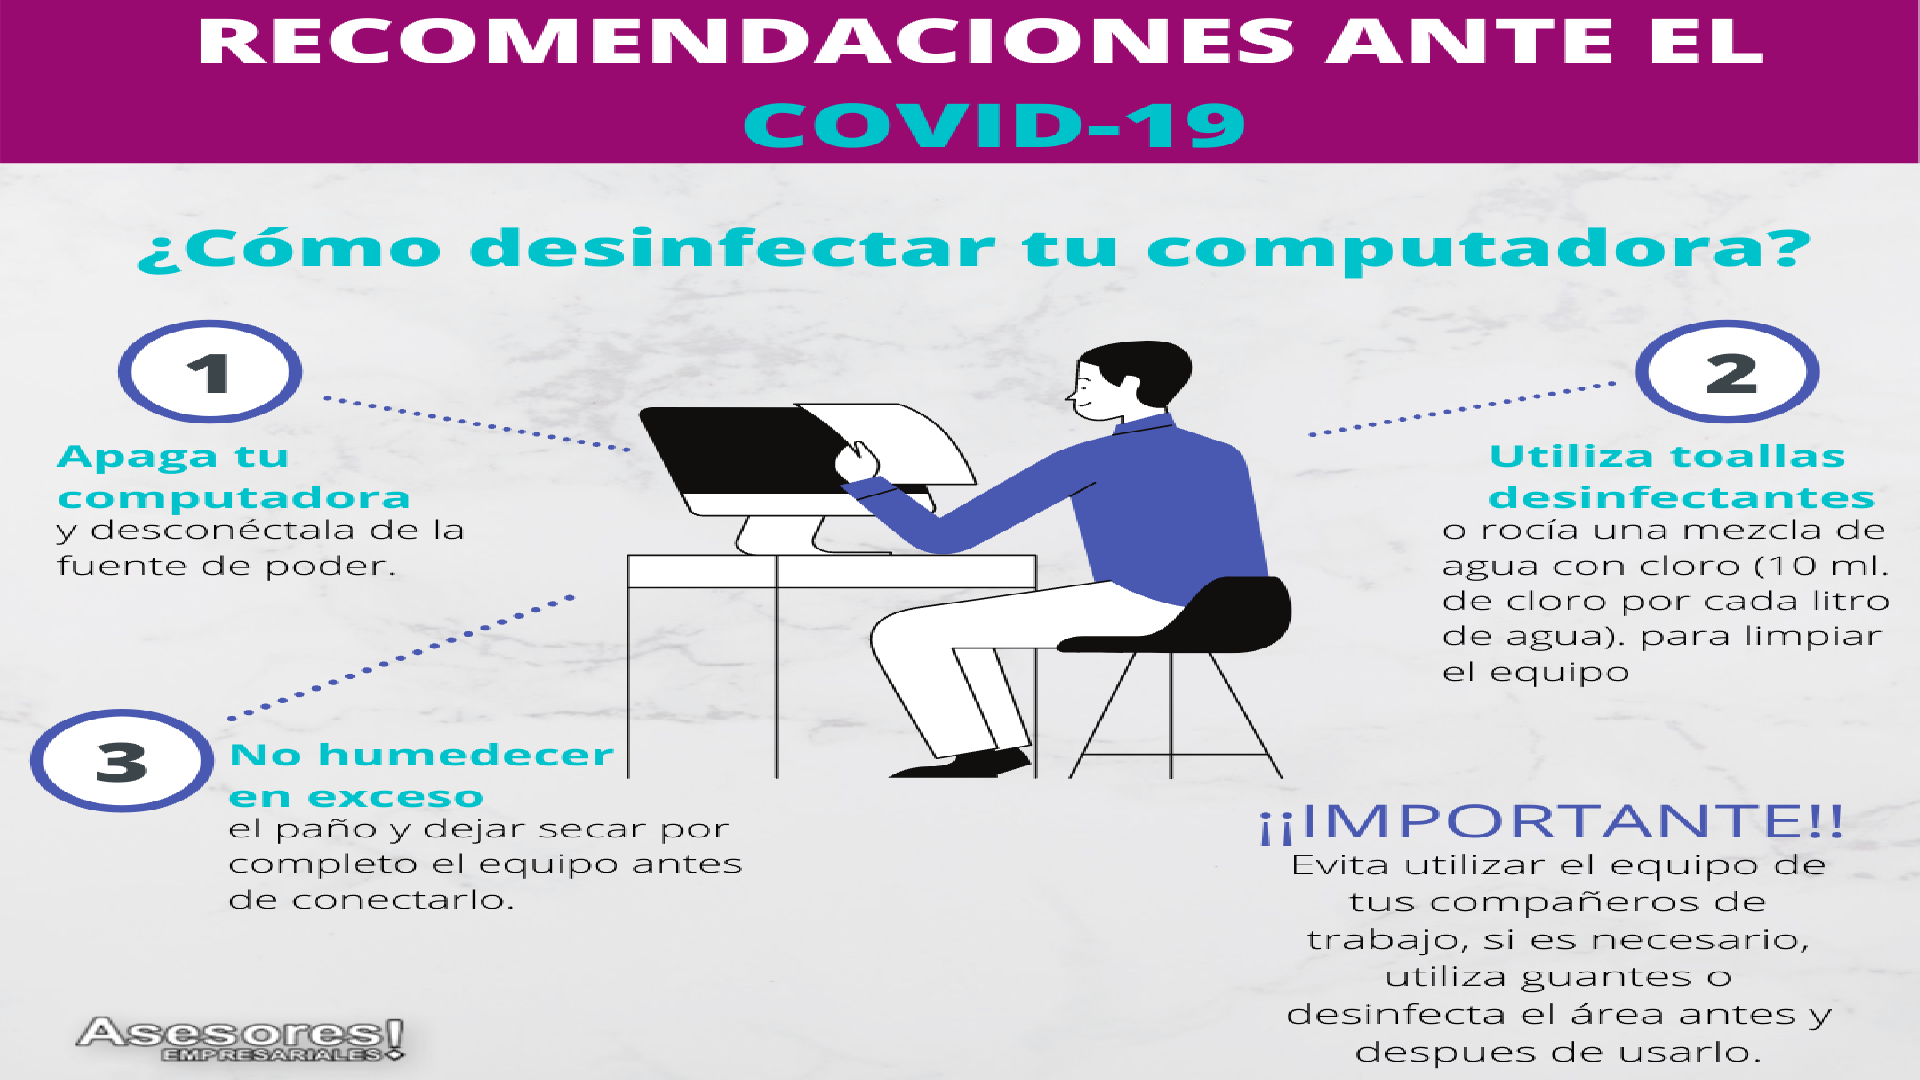 RECOMENDACIONES ANTE EL
COVID-19
¿Cómo desinfectar tu computadora?
1
Apaga tu
computadora
y desconéctala de la
fuente de poder.
2
Utiliza toallas
desinfectantes
o rocía una mezcla de
agua con cloro (10 ml.
de cloro por cada litro
de agua). para limpiar
el equipo
3
No humedecer
en exceso
el paño y dejar secar por
completo el equipo antes
de conectarlo.
¡¡IMPORTANTE!!
Evita utilizar el equipo de
tus compañeros de
trabajo, si es necesario,
utiliza guantes o
desinfecta el área antes y
despues de usarlo.
Asesores!
EMPRESARIALES